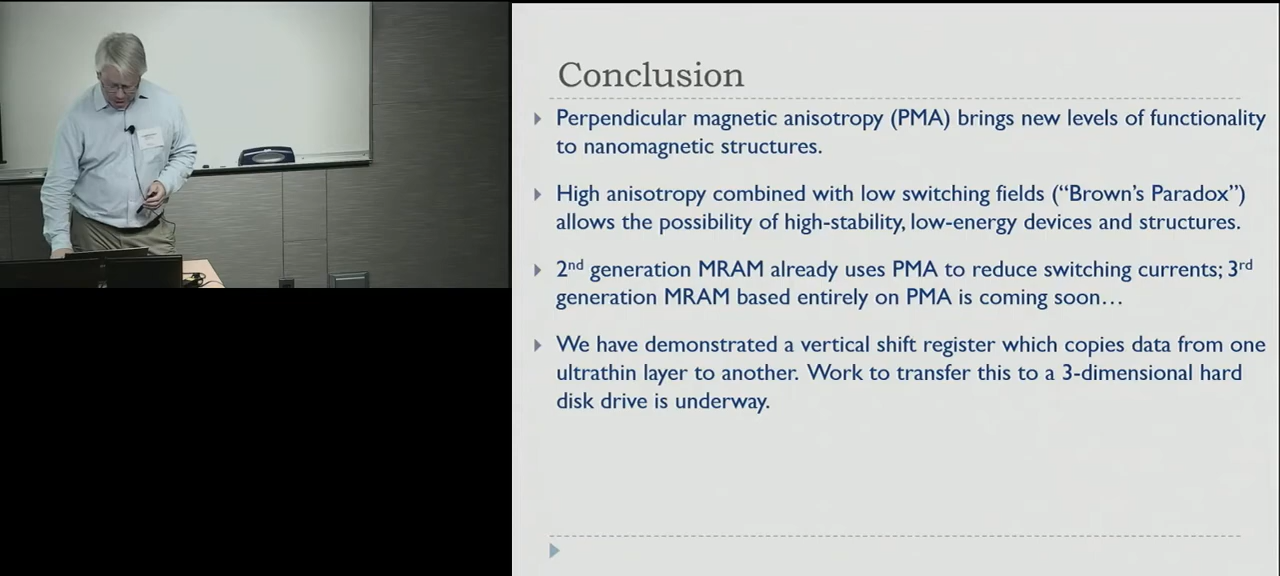 Conclusion
Perpendicular magnetic anisotropy (PMA) brings new levels of functionality
to nanomagnetic structures.
High anisotropy combined with low switching fields (“Brown’s Paradox”)
allows the possibility of high-stability, low-energy devices and structures.
2nd generation MRAM already uses PMA to reduce switching currents; 3rd
generation MRAM based entirely on PMA is coming soon…
We have demonstrated a vertical shift register which copies data from one
ultrathin layer to another. Work to transfer this to a 3-dimensional hard
disk drive is underway.